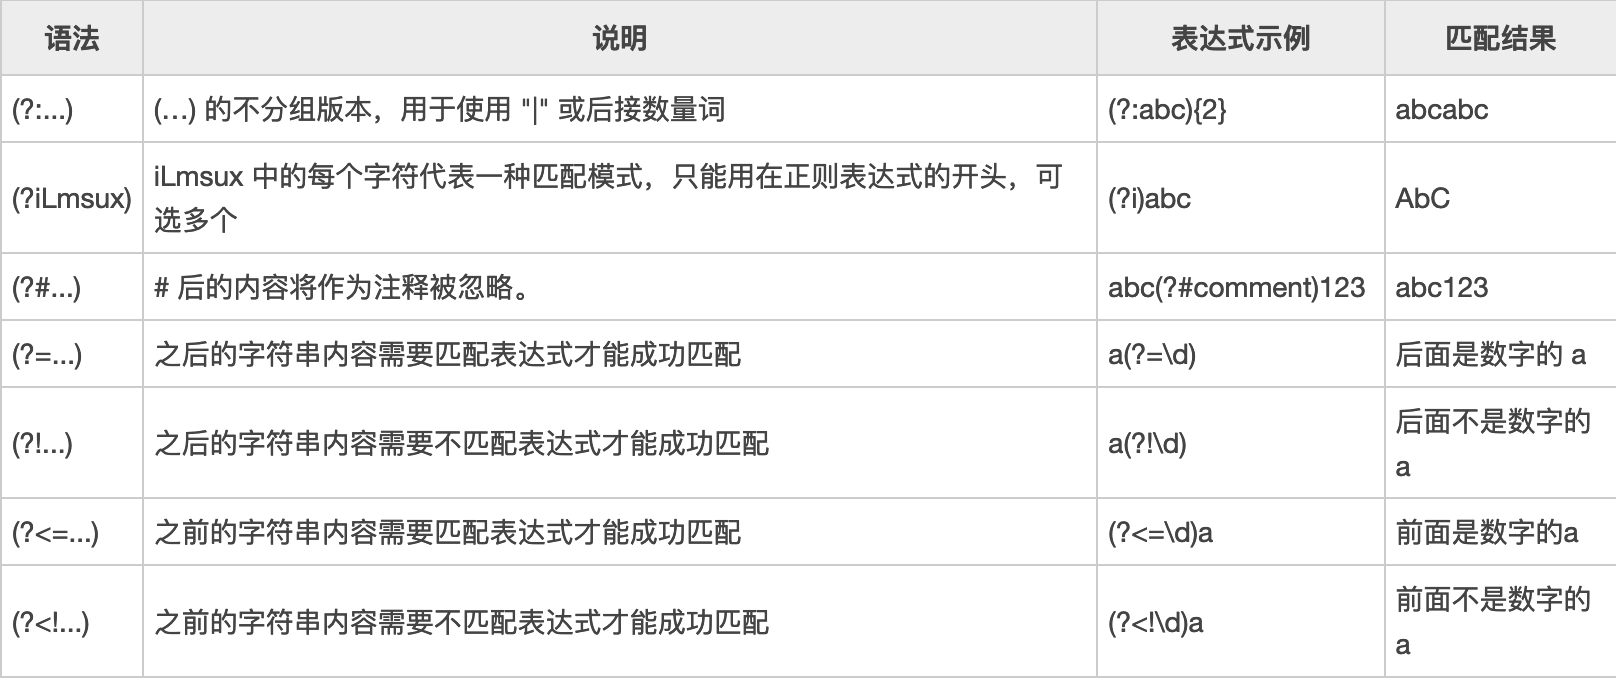 语法 说明 表达式示例 匹配结果
(?:...) (...) 的不分组版本，用于使用 "|" 或后接数量词 (?:abc){2} abcabc
(?iLmsux) iLmsux 中的每个字符代表一种匹配模式，只能用在正则表达式的开头，可
选多个 (?i)abc AbC
(?#...) # 后的内容将作为注释被忽略。 abc(?#comment)123 abc123
(?=...) 之后的字符串内容需要匹配表达式才能成功匹配 a(?=\d) 后面是数字的 a
(?!...) 之后的字符串内容需要不匹配表达式才能成功匹配 a(?!\d) 后面不是数字的
a
(?<=...) 之前的字符串内容需要匹配表达式才能成功匹配 (?<=\d)a 前面是数字的a
(?<!...) 之前的字符串内容需要不匹配表达式才能成功匹配 (?<!\d)a 前面不是数字的
a